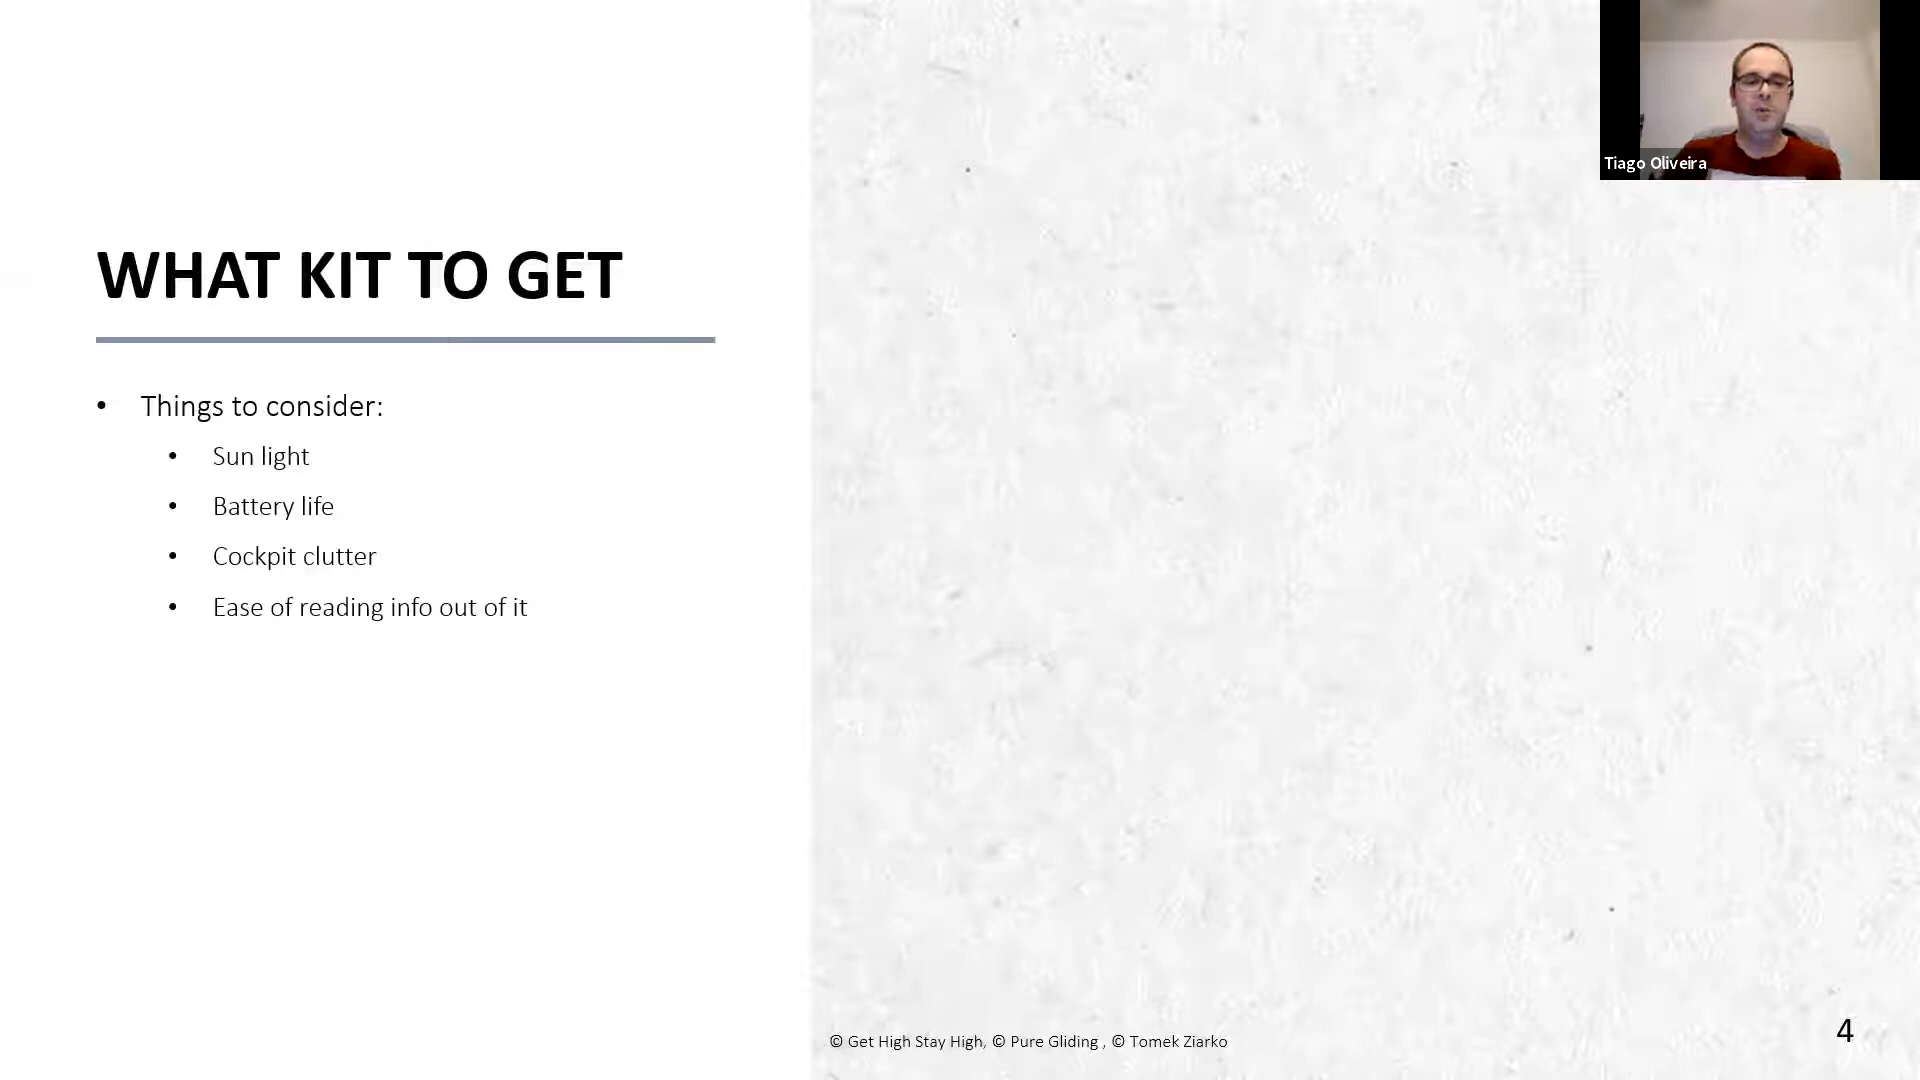 Tiago Oliveira
WHAT KIT TO GET
• Things to consider:
• Sun light
• Battery life
• Cockpit clutter
• Ease of reading info out of it
© Get High Stay High, © Pure Gliding , © Tomek Ziarko
4